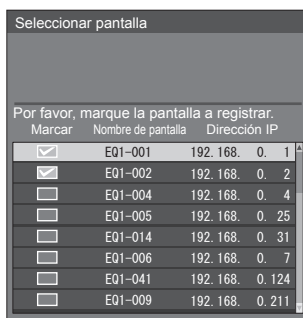 Seleccionar pantalla
Por favor, marque la pantalla a registrar.
Marcar Nombre de pantalla Dirección IP
EQ1-001 192. 168. 0. 1
EQ1-002 192. 168. 0. 2
EQ1-004 192. 168. 0. 4
EQ1-005 192. 168. 0. 25
EQ1-014 192. 168. 0. 31
EQ1-006 192. 168. 0. 7
EQ1-041 192. 168. 0. 124
EQ1-009 192. 168. 0. 211